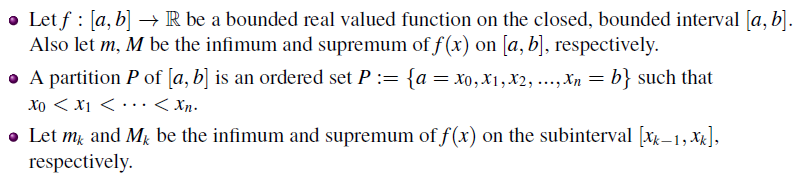 • Let f : [a, b] → ℝ be a bounded real valued function on the closed, bounded interval [a, b].
Also let m, M be the infimum and supremum of f(x) on [a, b], respectively.
• A partition P of [a, b] is an ordered set P := {a = x₀, x₁, x₂, ..., xₙ = b} such that
x₀ < x₁ < ⋯ < xₙ.
• Let mₖ and Mₖ be the infimum and supremum of f(x) on the subinterval [xₖ₋₁, xₖ],
respectively.